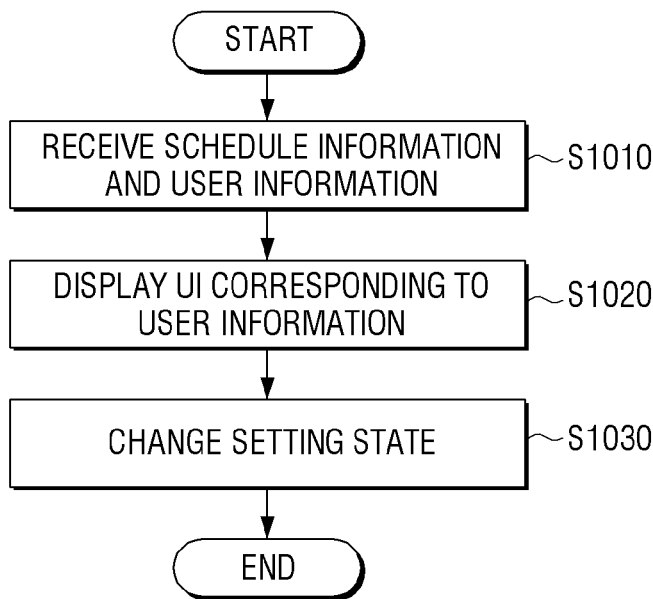 START
RECEIVE SCHEDULE INFORMATION
AND USER INFORMATION
S1010
DISPLAY UI CORRESPONDING TO
USER INFORMATION
S1020
CHANGE SETTING STATE
S1030
END